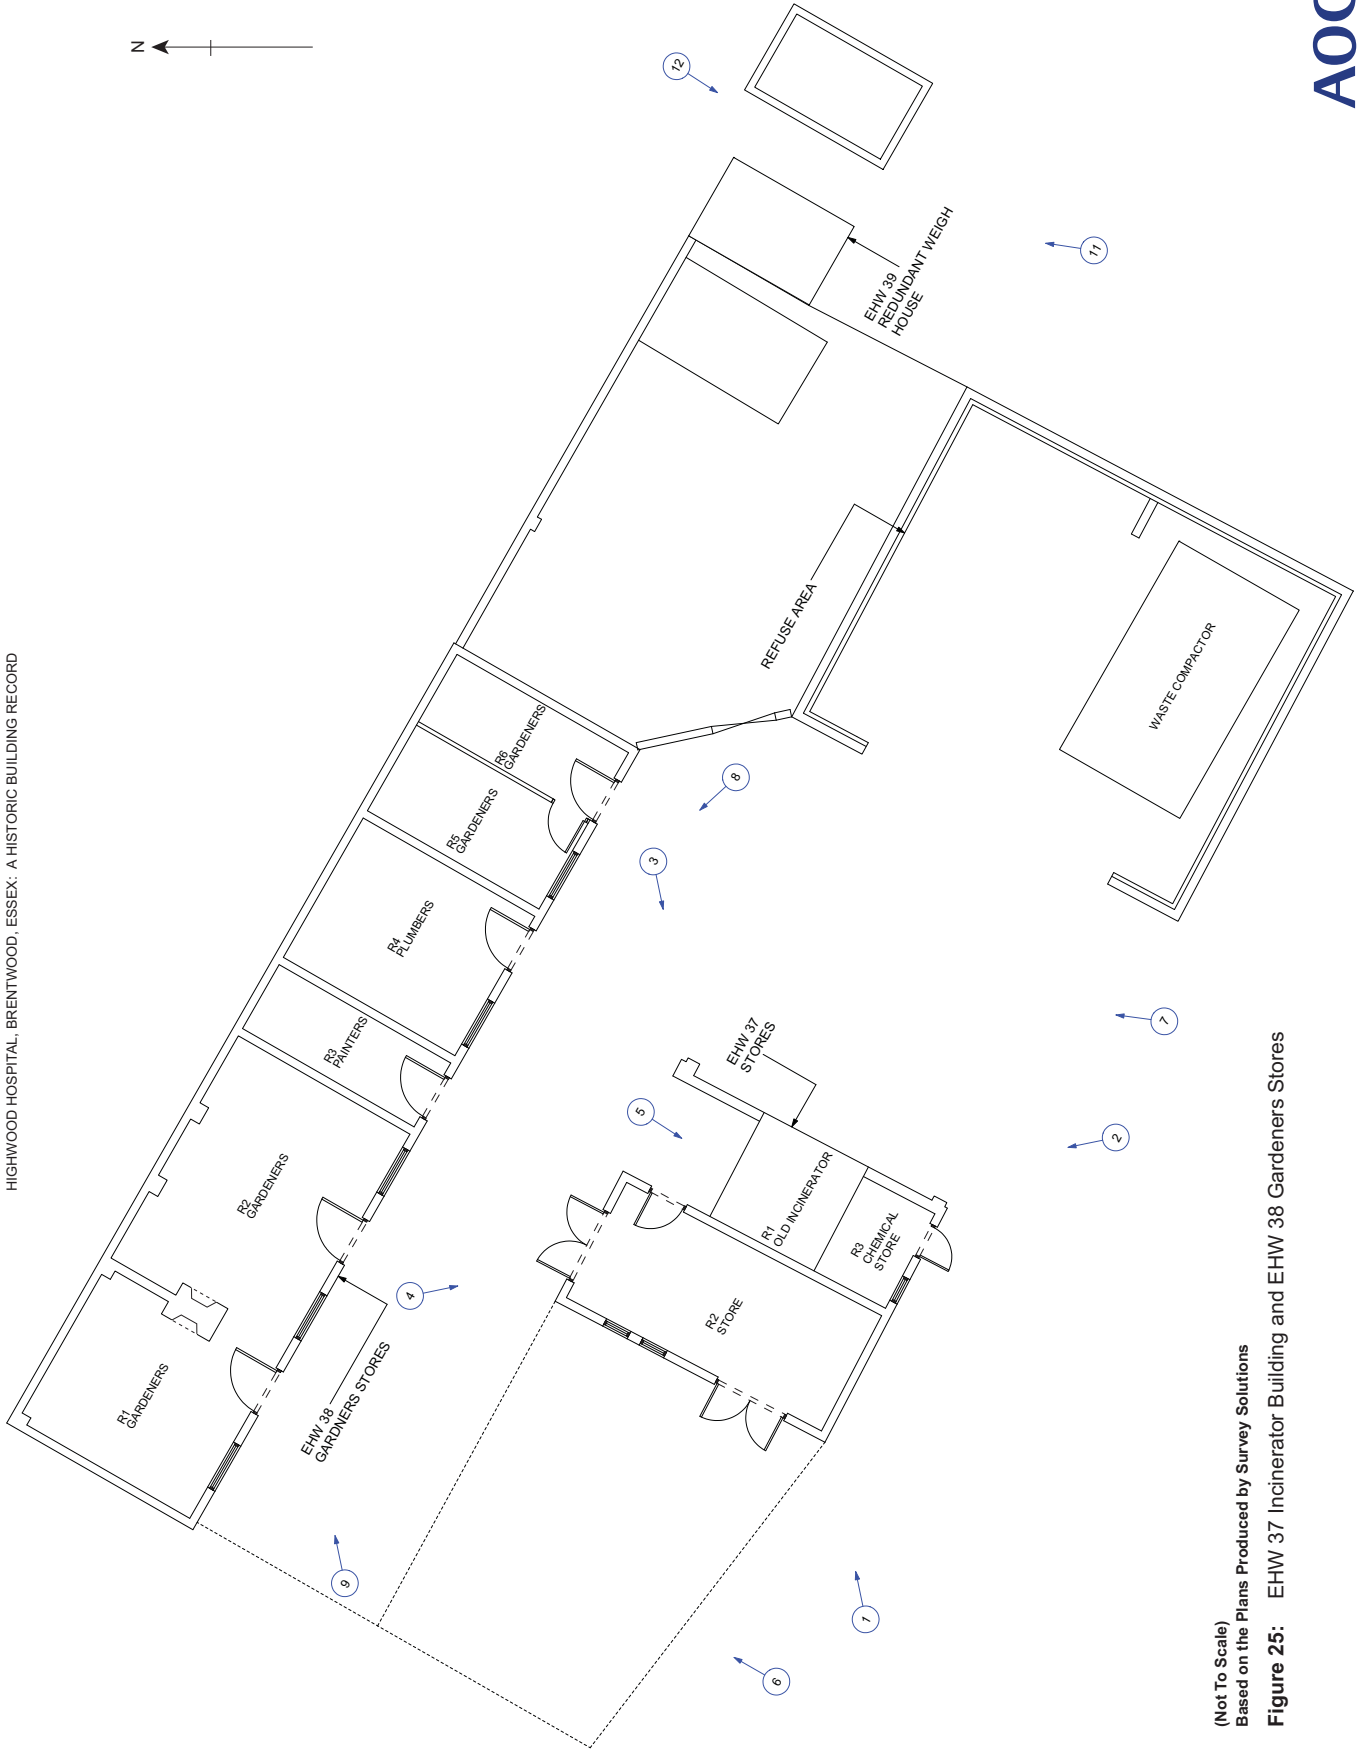 HIGHWOOD HOSPITAL, BRENTWOOD, ESSEX: A HISTORIC BUILDING RECORD
N
R1
GARDENERS
R2
GARDENERS
R3
PAINTERS
R4
PLUMBERS
R5
GARDENERS
R6
GARDENERS
EHW 38
GARDNERS STORES
EHW 37
STORES
R1
OLD INCINERATOR
R2
STORE
R3
CHEMICAL
STORE
REFUSE AREA
WASTE COMPACTOR
EHW 39
REDUNDANT WEIGH
HOUSE
9
4
5
3
8
12
11
7
2
1
6
(Not To Scale)
Based on the Plans Produced by Survey Solutions
Figure 25: EHW 37 Incinerator Building and EHW 38 Gardeners Stores
AOC